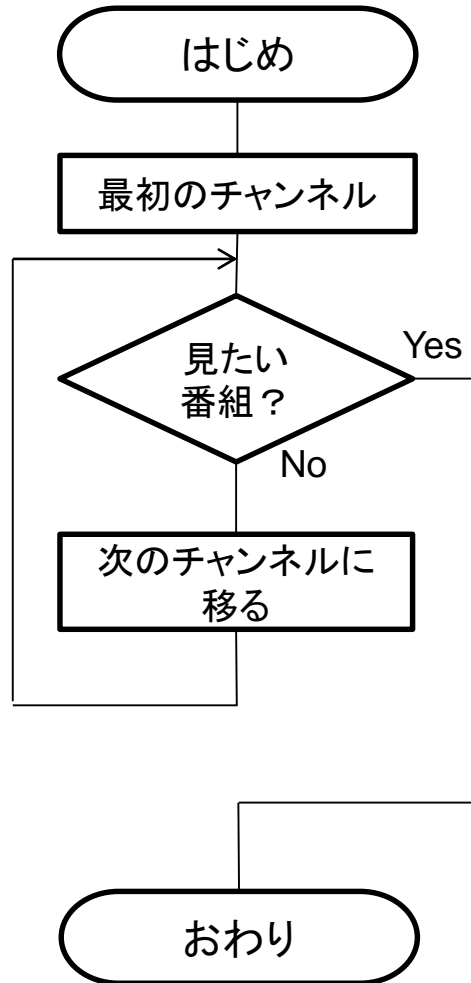 はじめ
最初のチャンネル
見たい
番組？
Yes
No
次のチャンネルに
移る
おわり